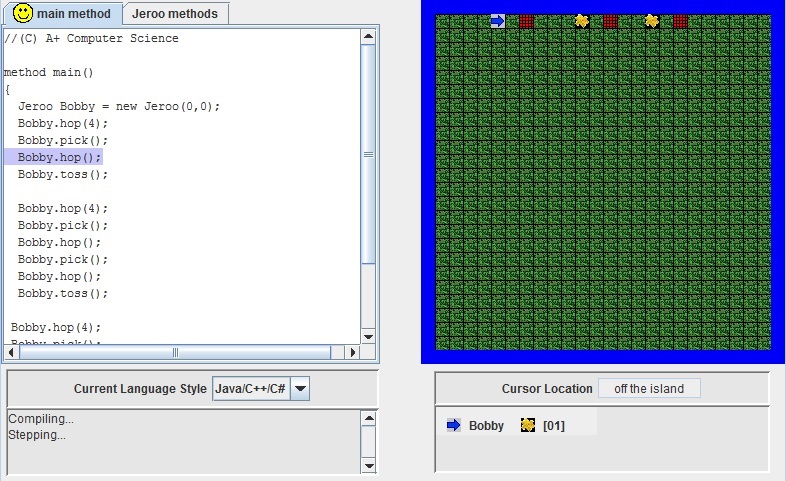 main method Jeroo methods
//(C) A+ Computer Science
method main()
{
Jeroo Bobby = new Jeroo(0,0);
Bobby.hop(4);
Bobby.pick();
Bobby.hop();
Bobby.toss();
Bobby.hop(4);
Bobby.pick();
Bobby.hop();
Bobby.pick();
Bobby.hop();
Bobby.toss();
Bobby.hop(4);
Bobby.pick();
Current Language Style Java/C++/C#
Compiling...
Stepping...
Cursor Location off the island
Bobby [01]